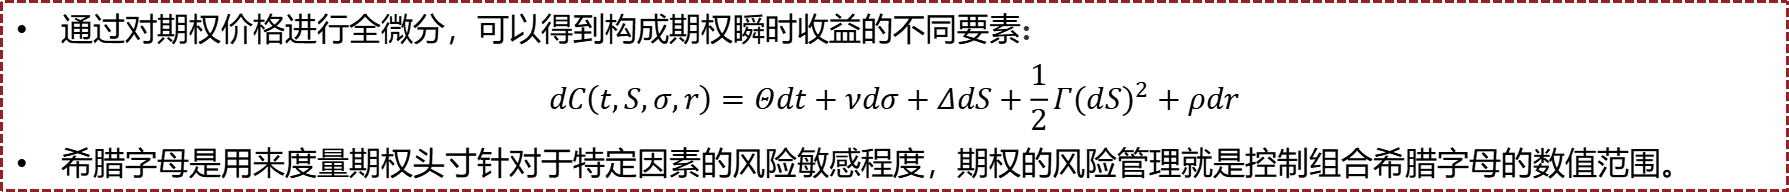 • 通过对期权价格进行全微分，可以得到构成期权瞬时收益的不同要素：
dC(t, S, σ, r) = Θdt + νdσ + ΔdS + \frac{1}{2}Γ(dS)² + ρdr
• 希腊字母是用来度量期权头寸针对于特定因素的风险敏感程度，期权的风险管理就是控制组合希腊字母的数值范围。